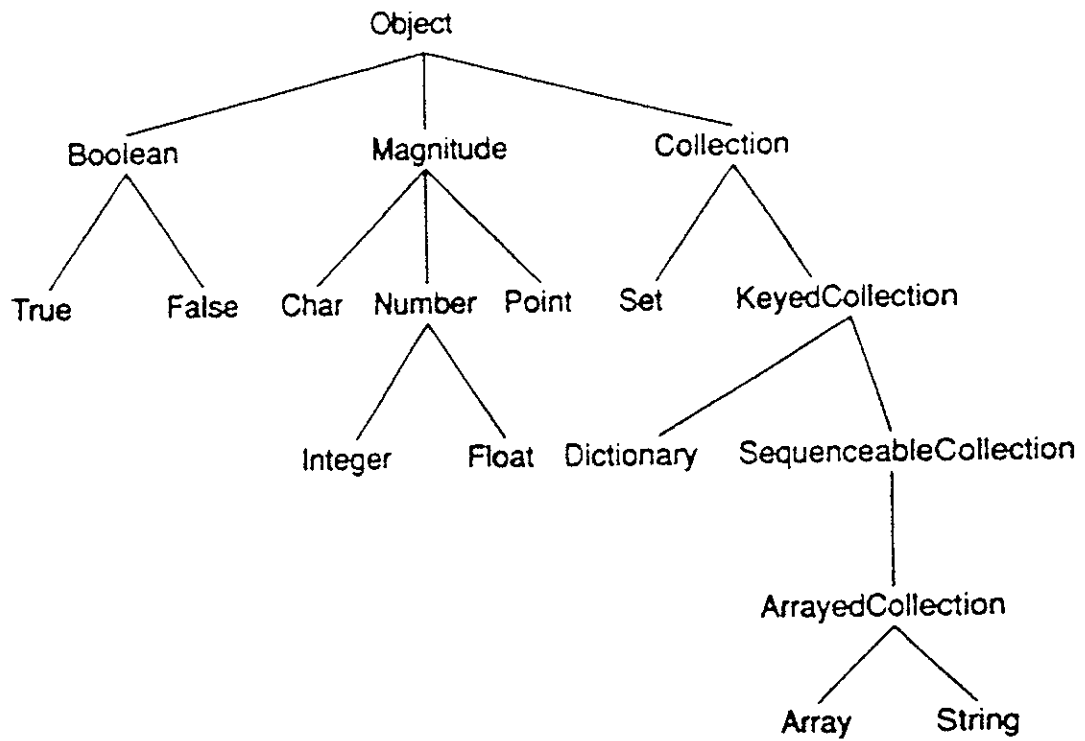 Object
Boolean Magnitude Collection
True False Char Number Point Set KeyedCollection
Integer Float Dictionary SequenceableCollection
ArrayedCollection
Array String